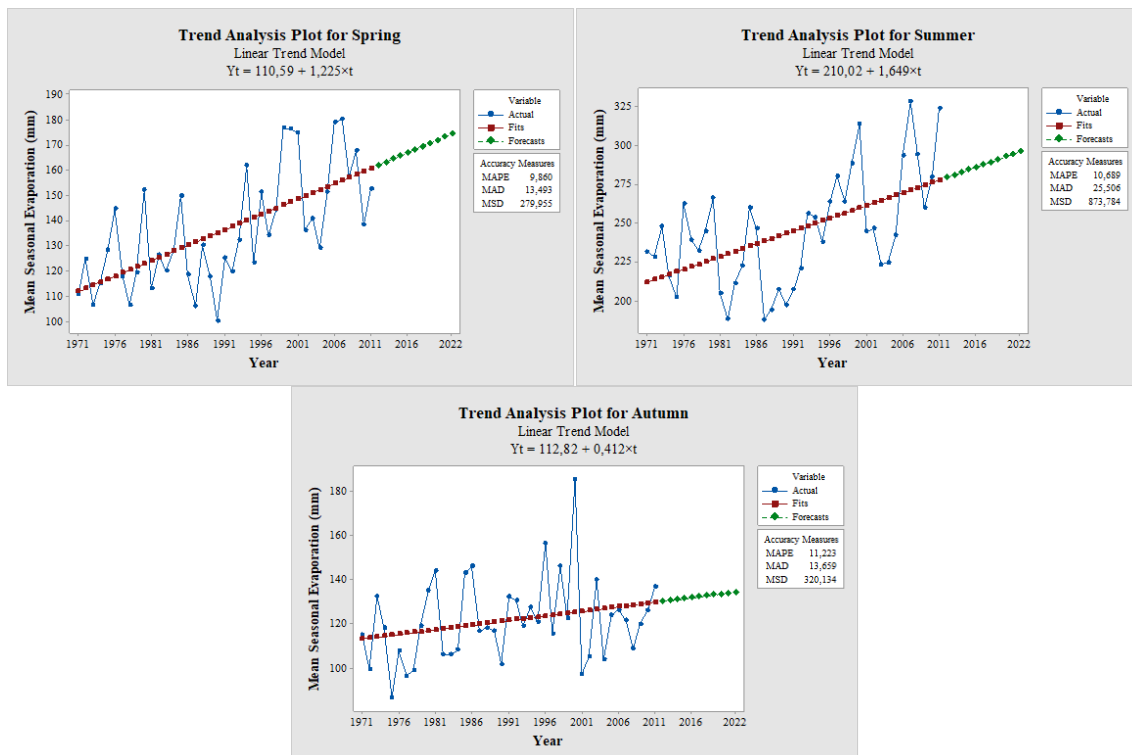 Trend Analysis Plot for Spring
Linear Trend Model
Yt = 110,59 + 1,225×t
Mean Seasonal Evaporation (mm)
190
180
170
160
150
140
130
120
110
100
1971 1976 1981 1986 1991 1996 2001 2006 2011 2016 2022
Year
Variable
Actual
Fits
Forecasts
Accuracy Measures
MAPE 9,860
MAD 13,493
MSD 279,955
Trend Analysis Plot for Summer
Linear Trend Model
Yt = 210,02 + 1,649×t
Mean Seasonal Evaporation (mm)
325
300
275
250
225
200
1971 1976 1981 1986 1991 1996 2001 2006 2011 2016 2022
Year
Variable
Actual
Fits
Forecasts
Accuracy Measures
MAPE 10,689
MAD 25,506
MSD 873,784
Trend Analysis Plot for Autumn
Linear Trend Model
Yt = 112,82 + 0,412×t
Mean Seasonal Evaporation (mm)
180
160
140
120
100
1971 1976 1981 1986 1991 1996 2001 2006 2011 2016 2022
Year
Variable
Actual
Fits
Forecasts
Accuracy Measures
MAPE 11,223
MAD 13,659
MSD 320,134